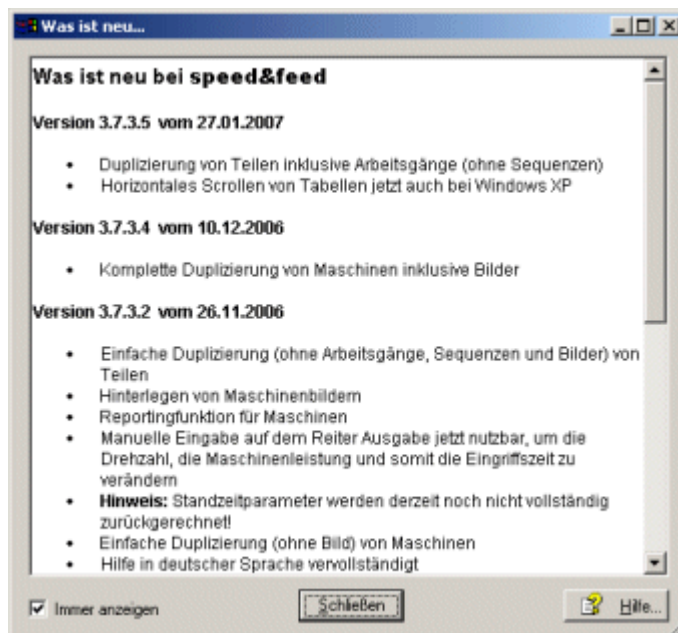 Was ist neu...
Was ist neu bei speed&feed
Version 3.7.3.5 vom 27.01.2007
• Duplizierung von Teilen inklusive Arbeitsgänge (ohne Sequenzen)
• Horizontales Scrollen von Tabellen jetzt auch bei Windows XP
Version 3.7.3.4 vom 10.12.2006
• Komplette Duplizierung von Maschinen inklusive Bilder
Version 3.7.3.2 vom 26.11.2006
• Einfache Duplizierung (ohne Arbeitsgänge, Sequenzen und Bilder) von
Teilen
• Hinterlegen von Maschinenbildern
• Reportingfunktion für Maschinen
• Manuelle Eingabe auf dem Reiter Ausgabe jetzt nutzbar, um die
Drehzahl, die Maschinenleistung und somit die Eingriffszeit zu
verändern
• Hinweis: Standzeitparameter werden derzeit noch nicht vollständig
zurückgerechnet!
• Einfache Duplizierung (ohne Bild) von Maschinen
• Hilfe in deutscher Sprache vervollständigt
Immer anzeigen
Schließen
Hilfe...